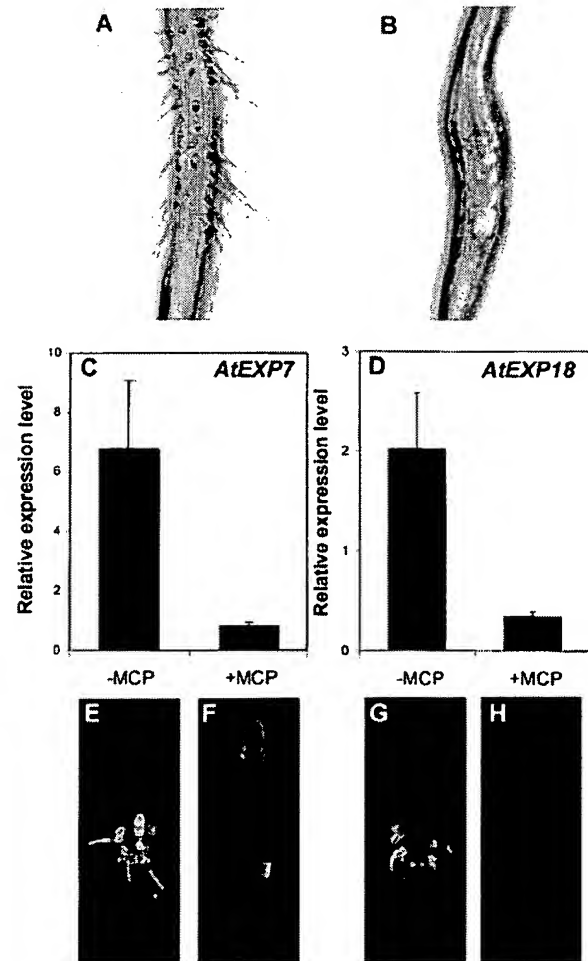 A
B
C
AtEXP7
Relative expression level
10
8
6
4
2
0
-MCP
+MCP
D
AtEXP18
Relative expression level
3
2
1
0
-MCP
+MCP
E
F
G
H